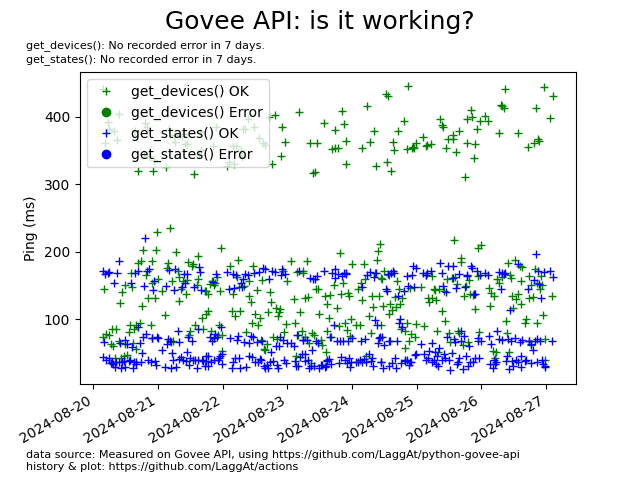 Govee API: is it working?
get_devices(): No recorded error in 7 days.
get_states(): No recorded error in 7 days.
get_devices() OK
get_devices() Error
get_states() OK
get_states() Error
400
300
200
100
Ping (ms)
2024-08-20
2024-08-21
2024-08-22
2024-08-23
2024-08-24
2024-08-25
2024-08-26
2024-08-27
data source: Measured on Govee API, using https://github.com/LaggAt/python-govee-api
history & plot: https://github.com/LaggAt/actions